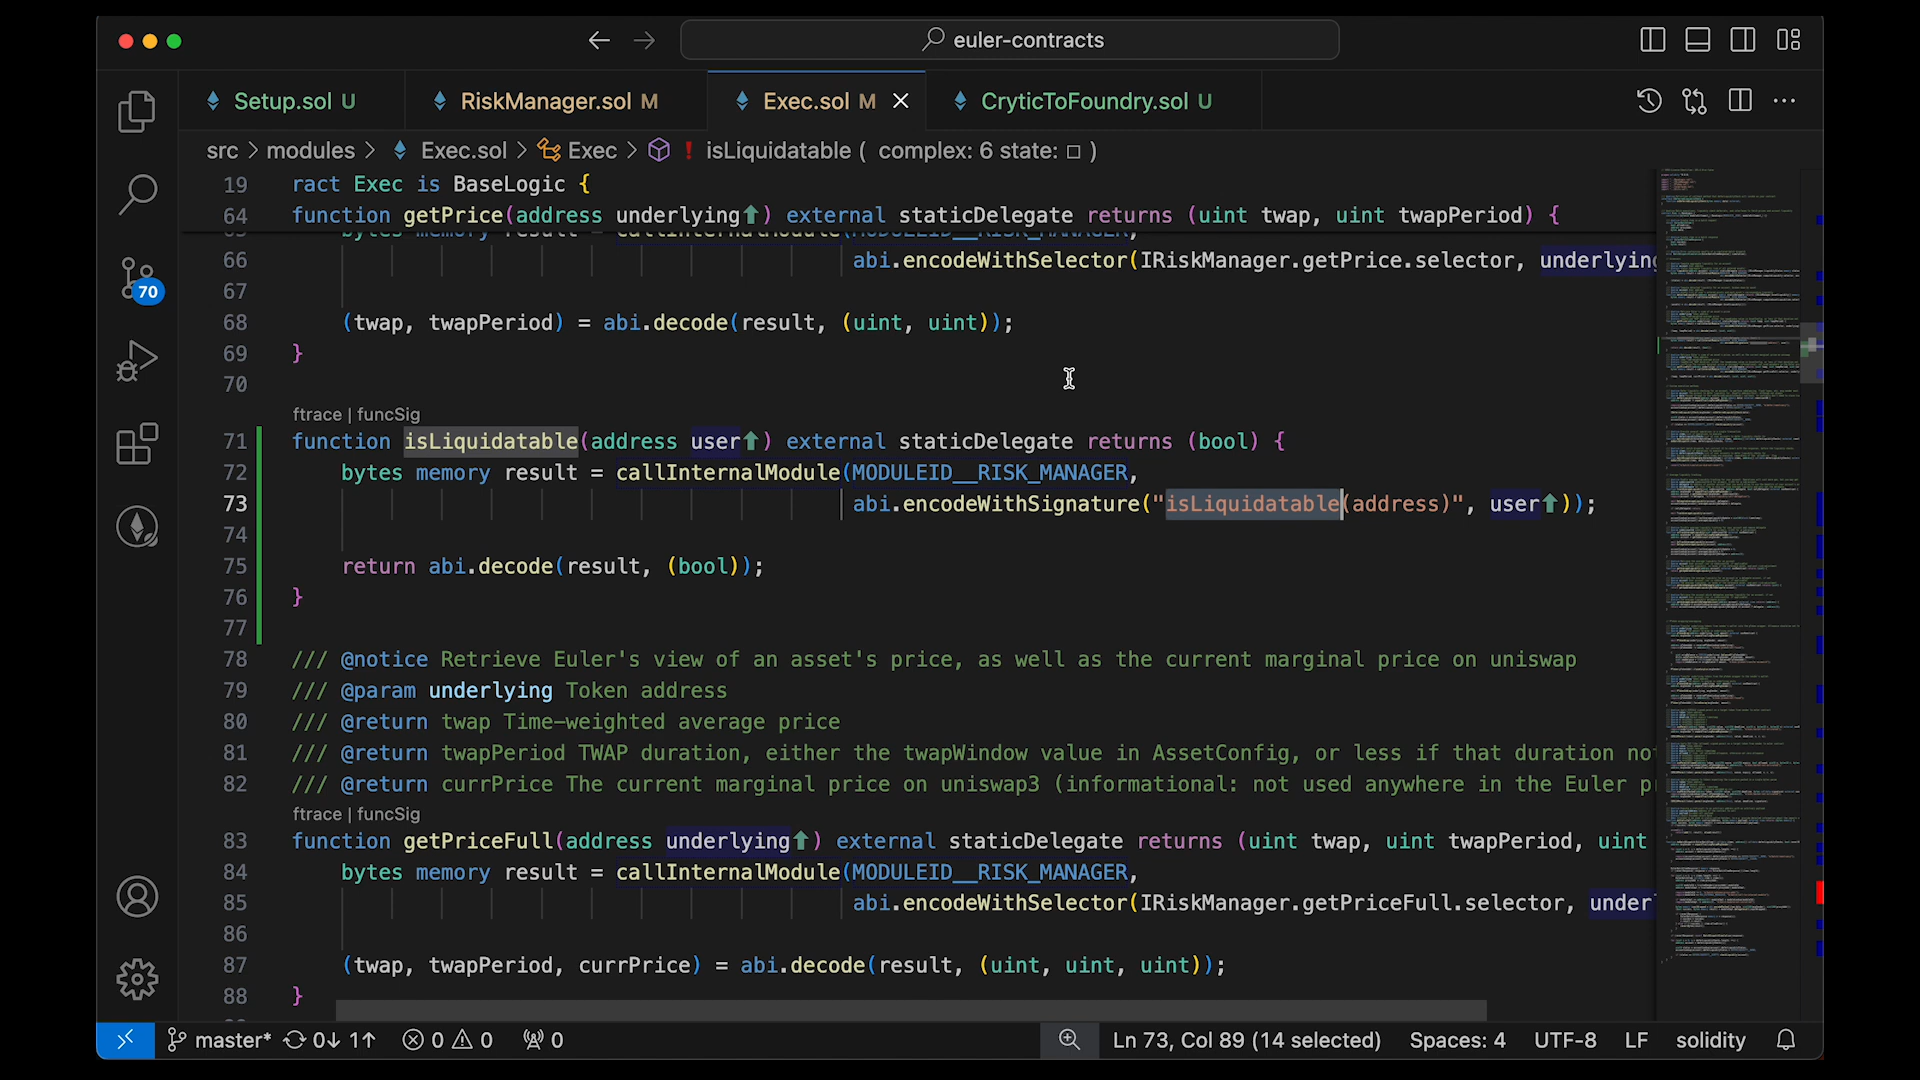 euler-contracts
Setup.sol U
RiskManager.sol M
Exec.sol M
CryticToFoundry.sol U
src > modules > Exec.sol > Exec > ! isLiquidatable ( complex: 6 state: □ )
19 ract Exec is BaseLogic {
64 function getPrice(address underlying⬆) external staticDelegate returns (uint twap, uint twapPeriod) {
65 bytes memory result = callInternalModule(MODULEID__RISK_MANAGER,
66 abi.encodeWithSelector(IRiskManager.getPrice.selector, underlying
67
68 (twap, twapPeriod) = abi.decode(result, (uint, uint));
69 }
70
ftrace | funcSig
71 function isLiquidatable(address user⬆) external staticDelegate returns (bool) {
72 bytes memory result = callInternalModule(MODULEID__RISK_MANAGER,
73 abi.encodeWithSignature("isLiquidatable(address)", user⬆));
74
75 return abi.decode(result, (bool));
76 }
77
78 /// @notice Retrieve Euler's view of an asset's price, as well as the current marginal price on uniswap
79 /// @param underlying Token address
80 /// @return twap Time-weighted average price
81 /// @return twapPeriod TWAP duration, either the twapWindow value in AssetConfig, or less if that duration no
82 /// @return currPrice The current marginal price on uniswap3 (informational: not used anywhere in the Euler p
ftrace | funcSig
83 function getPriceFull(address underlying⬆) external staticDelegate returns (uint twap, uint twapPeriod, uint
84 bytes memory result = callInternalModule(MODULEID__RISK_MANAGER,
85 abi.encodeWithSelector(IRiskManager.getPriceFull.selector, under
86
87 (twap, twapPeriod, currPrice) = abi.decode(result, (uint, uint, uint));
88 }
70
master* 0↓ 1↑ 0 0 0
Ln 73, Col 89 (14 selected) Spaces: 4 UTF-8 LF solidity